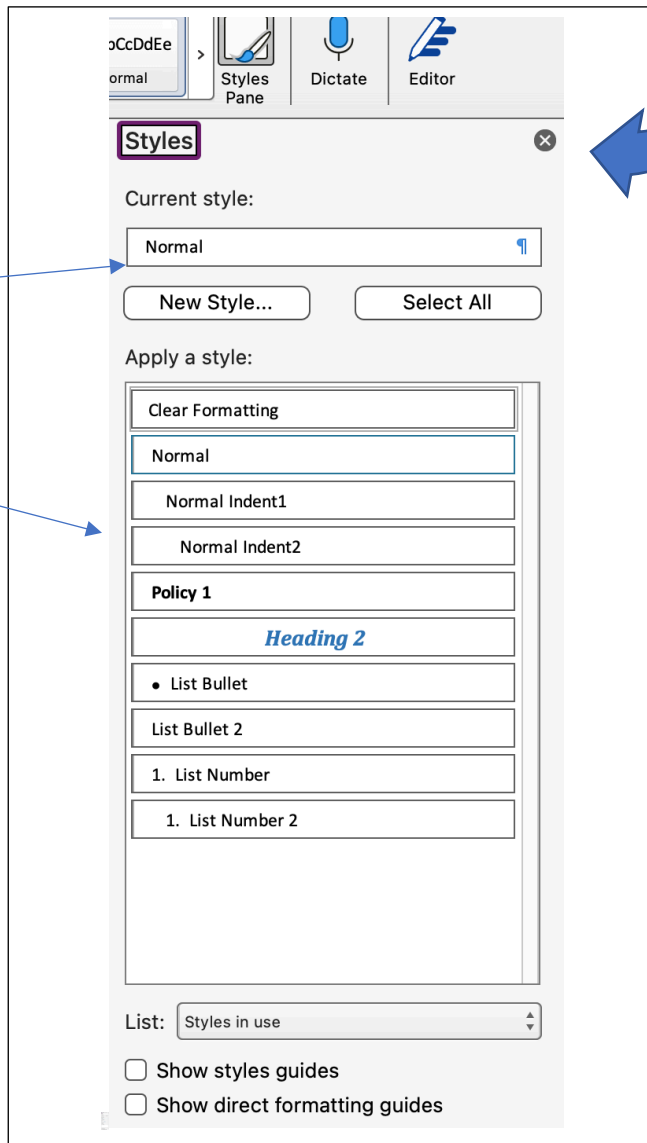 oCcDdEe
ormal
Styles
Pane
Dictate
Editor
Styles
Current style:
Normal ¶
New Style... Select All
Apply a style:
Clear Formatting
Normal
Normal Indent1
Normal Indent2
Policy 1
Heading 2
• List Bullet
List Bullet 2
1. List Number
1. List Number 2
List: Styles in use
Show styles guides
Show direct formatting guides